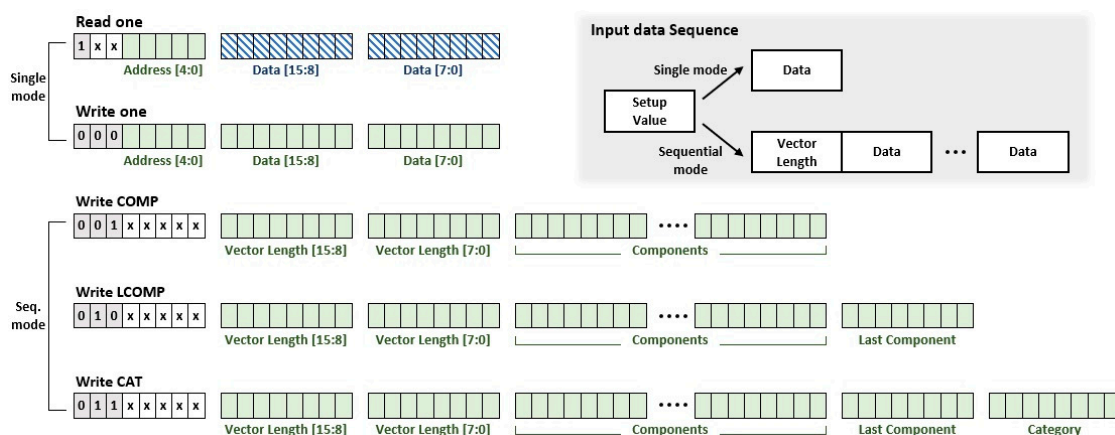 Read one
1 x x
Address [4:0]
Data [15:8]
Data [7:0]
Single mode
Write one
0 0 0
Address [4:0]
Data [15:8]
Data [7:0]
Input data Sequence
Setup Value
Single mode
Data
Sequential mode
Vector Length
Data
...
Data
Write COMP
0 0 1 x x x x x
Vector Length [15:8]
Vector Length [7:0]
....
Components
Seq. mode
Write LCOMP
0 1 0 x x x x x
Vector Length [15:8]
Vector Length [7:0]
....
Components
Last Component
Write CAT
0 1 1 x x x x x
Vector Length [15:8]
Vector Length [7:0]
....
Components
Last Component
Category